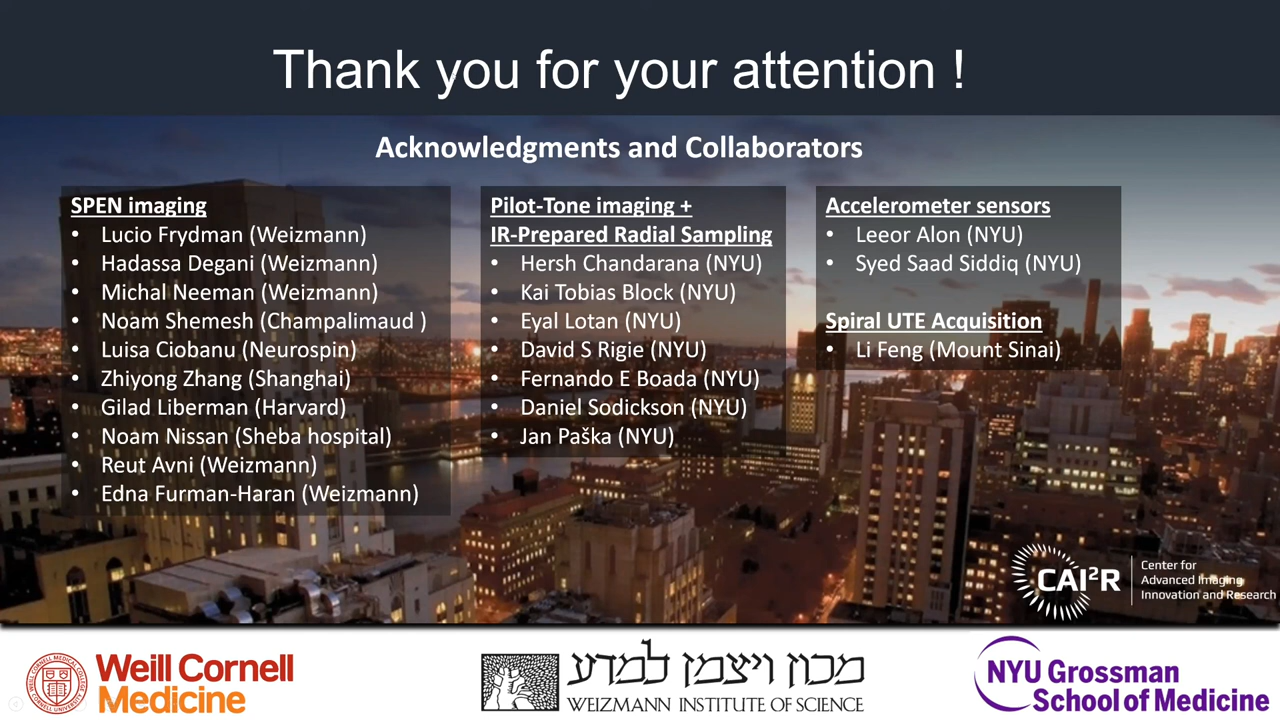 Thank you for your attention !
Acknowledgments and Collaborators
SPEN imaging
• Lucio Frydman (Weizmann)
• Hadassa Degani (Weizmann)
• Michal Neeman (Weizmann)
• Noam Shemesh (Champalimaud )
• Luisa Ciobanu (Neurospin)
• Zhiyong Zhang (Shanghai)
• Gilad Liberman (Harvard)
• Noam Nissan (Sheba hospital)
• Reut Avni (Weizmann)
• Edna Furman-Haran (Weizmann)
Pilot-Tone imaging +
IR-Prepared Radial Sampling
• Hersh Chandarana (NYU)
• Kai Tobias Block (NYU)
• Eyal Lotan (NYU)
• David S Rigie (NYU)
• Fernando E Boada (NYU)
• Daniel Sodickson (NYU)
• Jan Paška (NYU)
Accelerometer sensors
• Leeor Alon (NYU)
• Syed Saad Siddiq (NYU)
Spiral UTE Acquisition
• Li Feng (Mount Sinai)
CAI²R
Center for
Advanced Imaging
Innovation and Research
Weill Cornell
Medicine
מכון ויצמן למדע
WEIZMANN INSTITUTE OF SCIENCE
NYU Grossman
School of Medicine